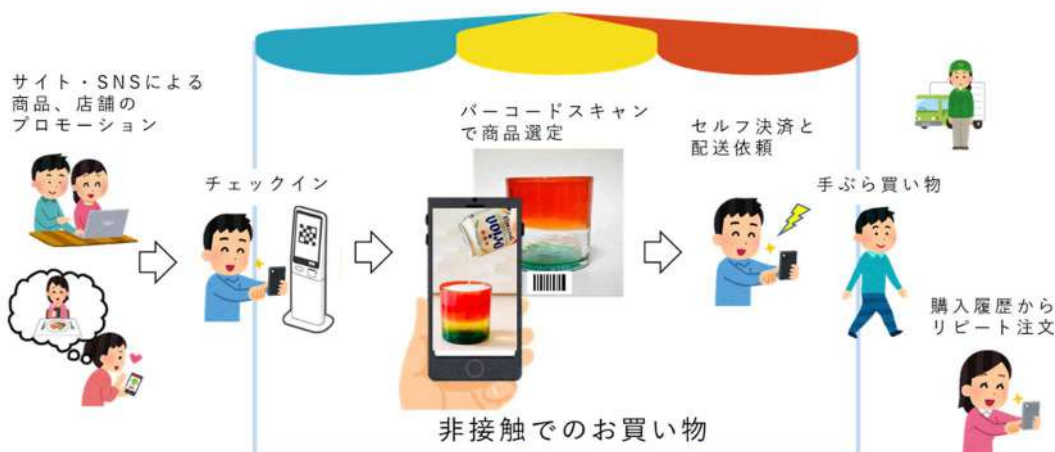 サイト・SNSによる
商品、店舗の
プロモーション
チェックイン
バーコードスキャン
で商品選定
セルフ決済と
配送依頼
手ぶら買い物
購入履歴から
リピート注文
非接触でのお買い物
Orion